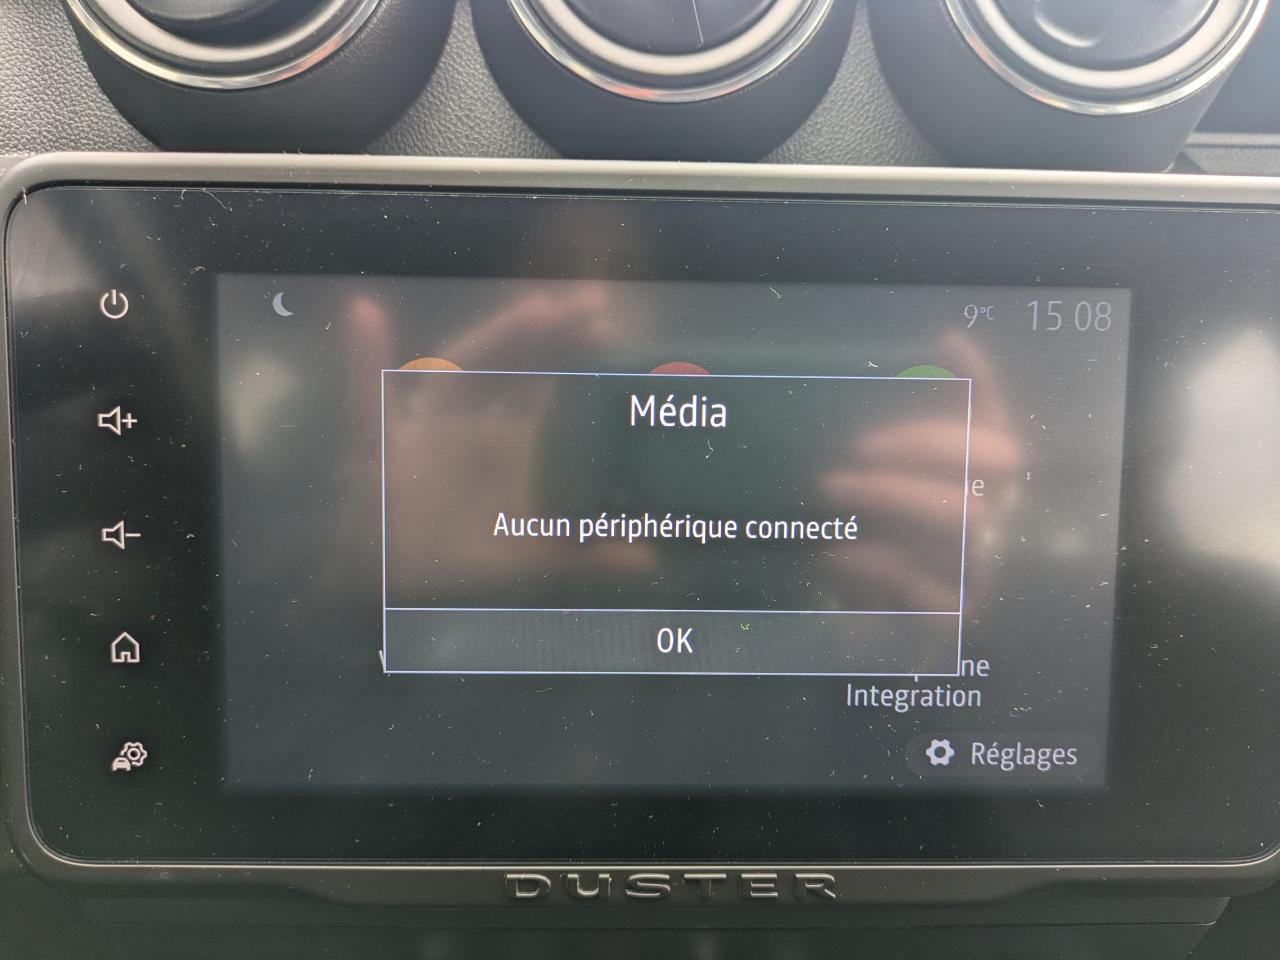 9°C 15 08
Média
Aucun périphérique connecté
OK
Integration
Réglages
DUSTER